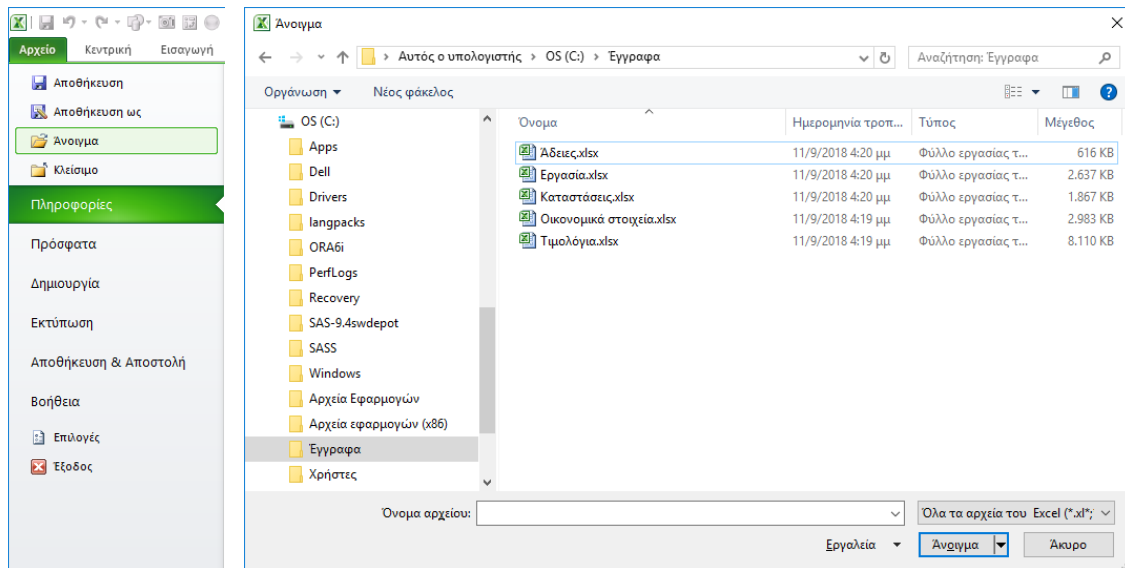 Αρχείο Κεντρική Εισαγωγή
Αποθήκευση
Αποθήκευση ως
Άνοιγμα
Κλείσιμο
Πληροφορίες
Πρόσφατα
Δημιουργία
Εκτύπωση
Αποθήκευση & Αποστολή
Βοήθεια
Επιλογές
Έξοδος
Άνοιγμα
Αυτός ο υπολογιστής › OS (C:) › Έγγραφα
Αναζήτηση: Έγγραφα
Οργάνωση Νέος φάκελος
OS (C:)
Apps
Dell
Drivers
langpacks
ORA6i
PerfLogs
Recovery
SAS-9.4swdepot
SASS
Windows
Αρχεία Εφαρμογών
Αρχεία εφαρμογών (x86)
Έγγραφα
Χρήστες
Όνομα Ημερομηνία τροπ... Τύπος Μέγεθος
Άδειες.xlsx 11/9/2018 4:20 μμ Φύλλο εργασίας τ... 616 KB
Εργασία.xlsx 11/9/2018 4:20 μμ Φύλλο εργασίας τ... 2.637 KB
Καταστάσεις.xlsx 11/9/2018 4:20 μμ Φύλλο εργασίας τ... 1.867 KB
Οικονομικά στοιχεία.xlsx 11/9/2018 4:19 μμ Φύλλο εργασίας τ... 2.983 KB
Τιμολόγια.xlsx 11/9/2018 4:19 μμ Φύλλο εργασίας τ... 8.110 KB
Όνομα αρχείου: Όλα τα αρχεία του Excel (*.xl*;
Εργαλεία Άνοιγμα Άκυρο